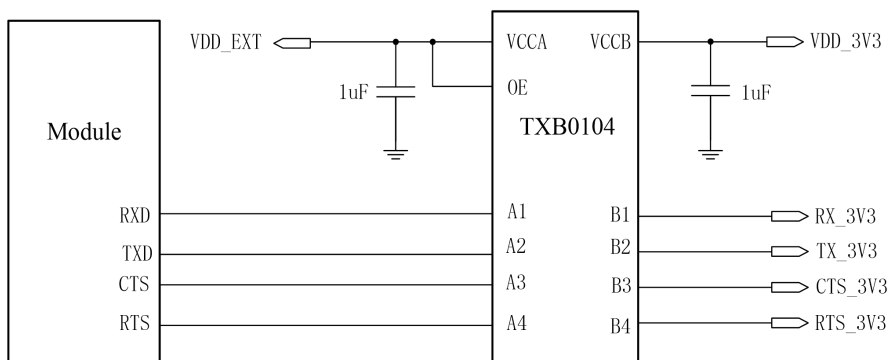 VDD_EXT VCCA VCCB VDD_3V3
1uF OE 1uF
Module TXB0104
RXD A1 B1 RX_3V3
TXD A2 B2 TX_3V3
CTS A3 B3 CTS_3V3
RTS A4 B4 RTS_3V3